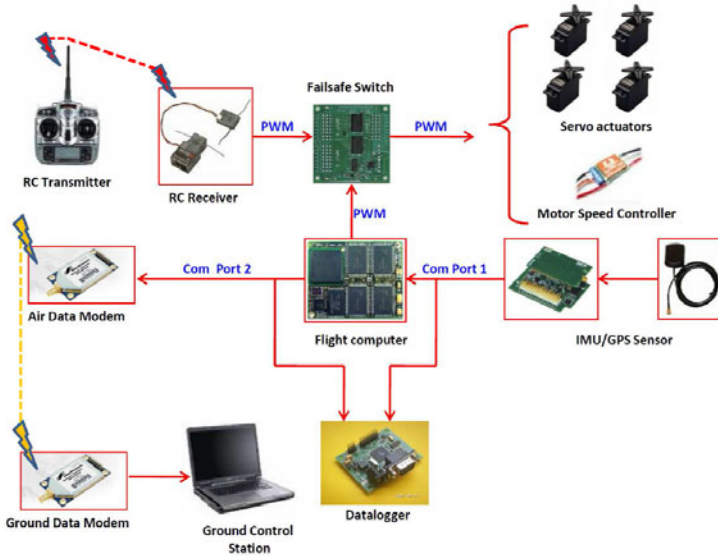 Failsafe Switch
PWM
PWM
Servo actuators
RC Transmitter
RC Receiver
Motor Speed Controller
PWM
Com Port 2
Com Port 1
Air Data Modem
Flight computer
IMU/GPS Sensor
Ground Data Modem
Ground Control
Station
Datalogger